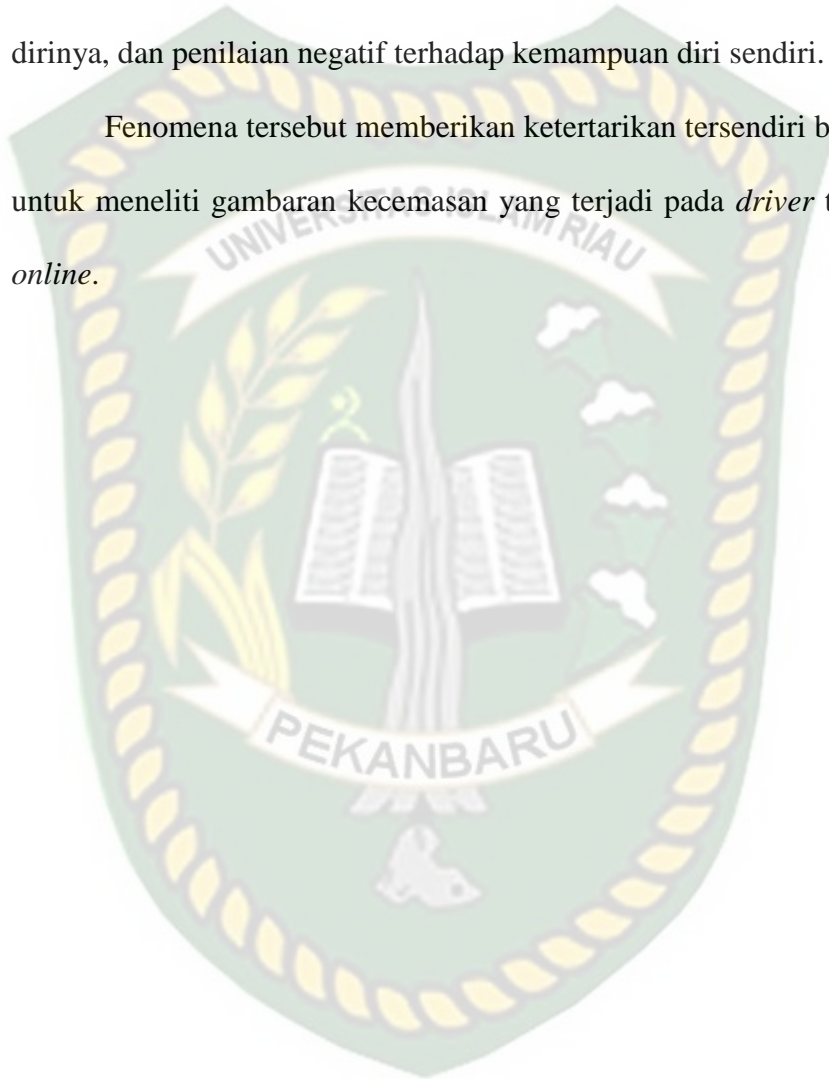 dirinya, dan penilaian negatif terhadap kemampuan diri sendiri.
Fenomena tersebut memberikan ketertarikan tersendiri b
untuk meneliti gambaran kecemasan yang terjadi pada driver t
online.
UNIVERSITAS ISLAM RIAU
PEKANBARU